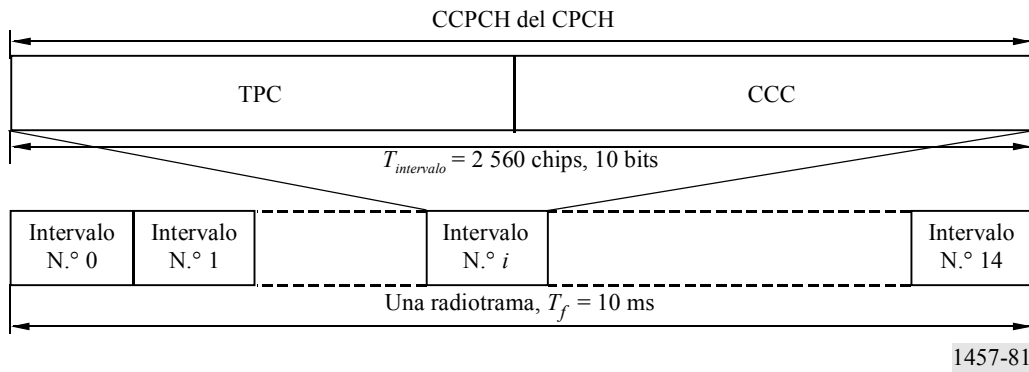 CCPCH del CPCH
TPC
CCC
T_intervalo = 2 560 chips, 10 bits
Intervalo
N.° 0
Intervalo
N.° 1
Intervalo
N.° i
Intervalo
N.° 14
Una radiotrama, T_f = 10 ms
1457-81